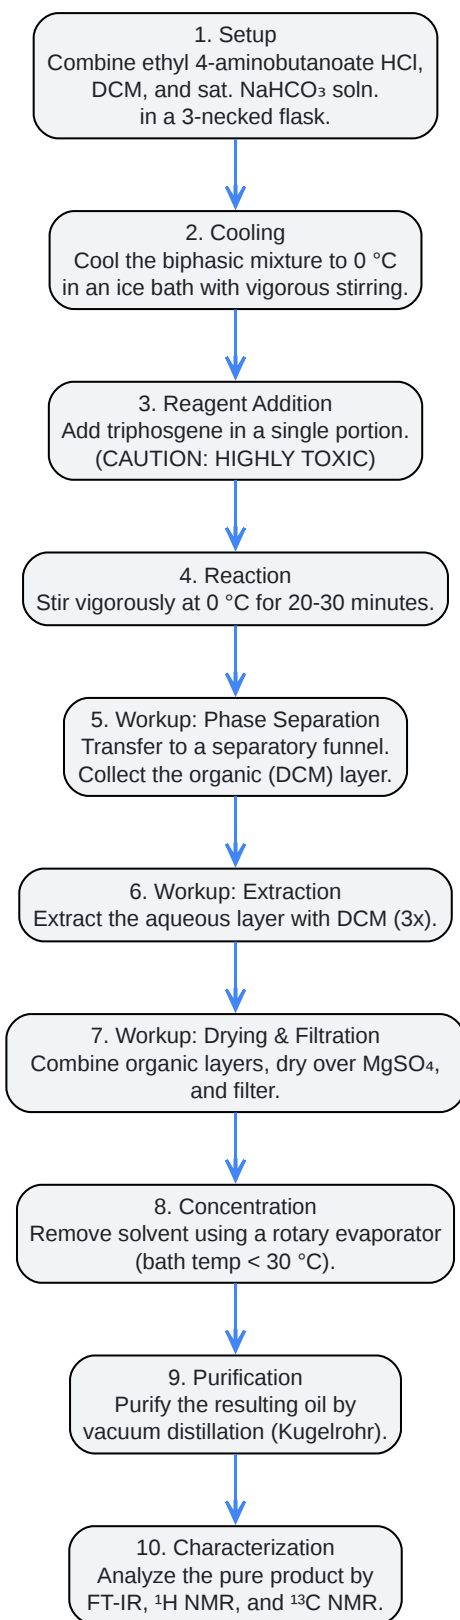 1. Setup
Combine ethyl 4-aminobutanoate HCl,
DCM, and sat. NaHCO₃ soln.
in a 3-necked flask.
2. Cooling
Cool the biphasic mixture to 0 °C
in an ice bath with vigorous stirring.
3. Reagent Addition
Add triphosgene in a single portion.
(CAUTION: HIGHLY TOXIC)
4. Reaction
Stir vigorously at 0 °C for 20-30 minutes.
5. Workup: Phase Separation
Transfer to a separatory funnel.
Collect the organic (DCM) layer.
6. Workup: Extraction
Extract the aqueous layer with DCM (3x).
7. Workup: Drying & Filtration
Combine organic layers, dry over MgSO₄,
and filter.
8. Concentration
Remove solvent using a rotary evaporator
(bath temp < 30 °C).
9. Purification
Purify the resulting oil by
vacuum distillation (Kugelrohr).
10. Characterization
Analyze the pure product by
FT-IR, ¹H NMR, and ¹³C NMR.